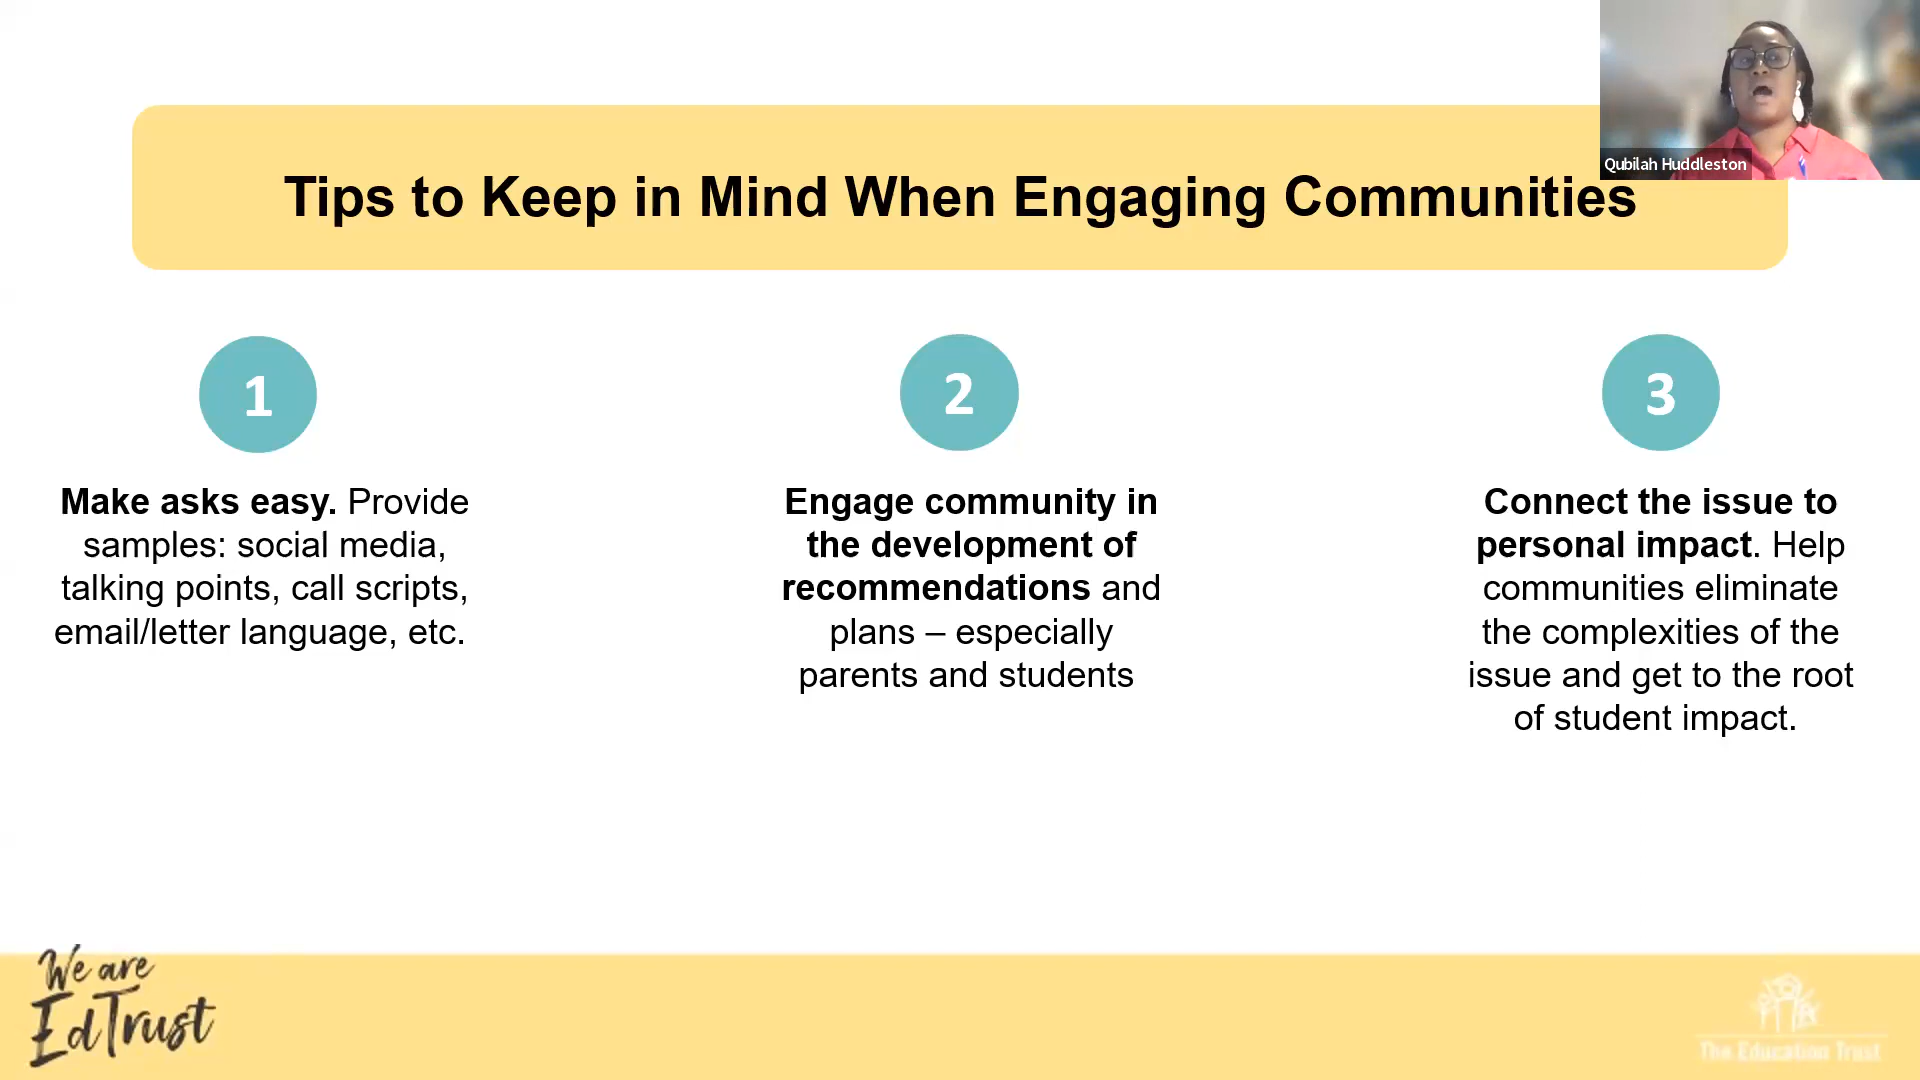 Qubilah Huddleston
Tips to Keep in Mind When Engaging Communities
1
Make asks easy. Provide
samples: social media,
talking points, call scripts,
email/letter language, etc.
2
Engage community in
the development of
recommendations and
plans – especially
parents and students
3
Connect the issue to
personal impact. Help
communities eliminate
the complexities of the
issue and get to the root
of student impact.
We are
EdTrust
The Education Trust